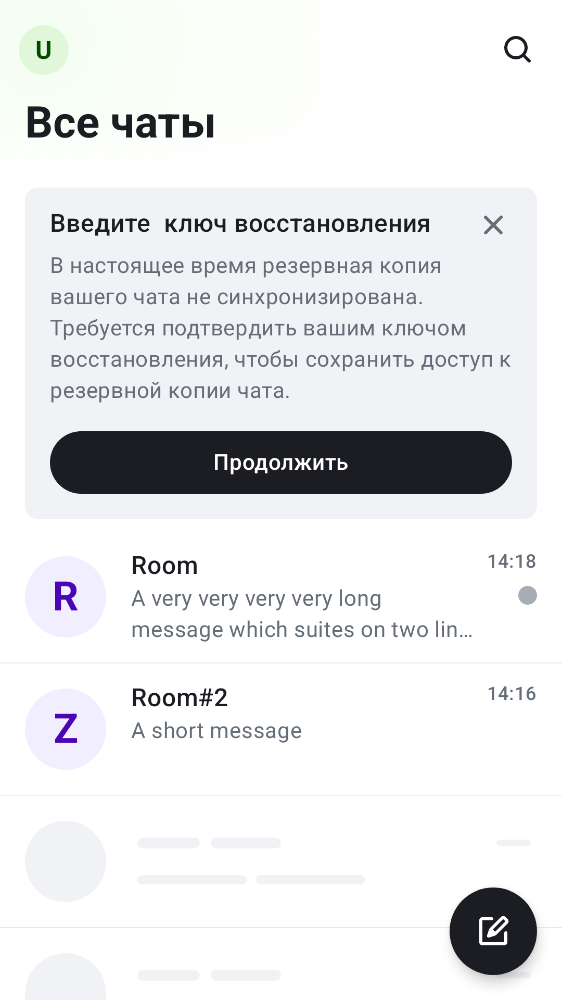 U
Все чаты
Введите  ключ восстановления
В настоящее время резервная копия
вашего чата не синхронизирована.
Требуется подтвердить вашим ключом
восстановления, чтобы сохранить доступ к
резервной копии чата.
Продолжить
R
Room
14:18
A very very very very long
message which suites on two lin…
Z
Room#2
14:16
A short message